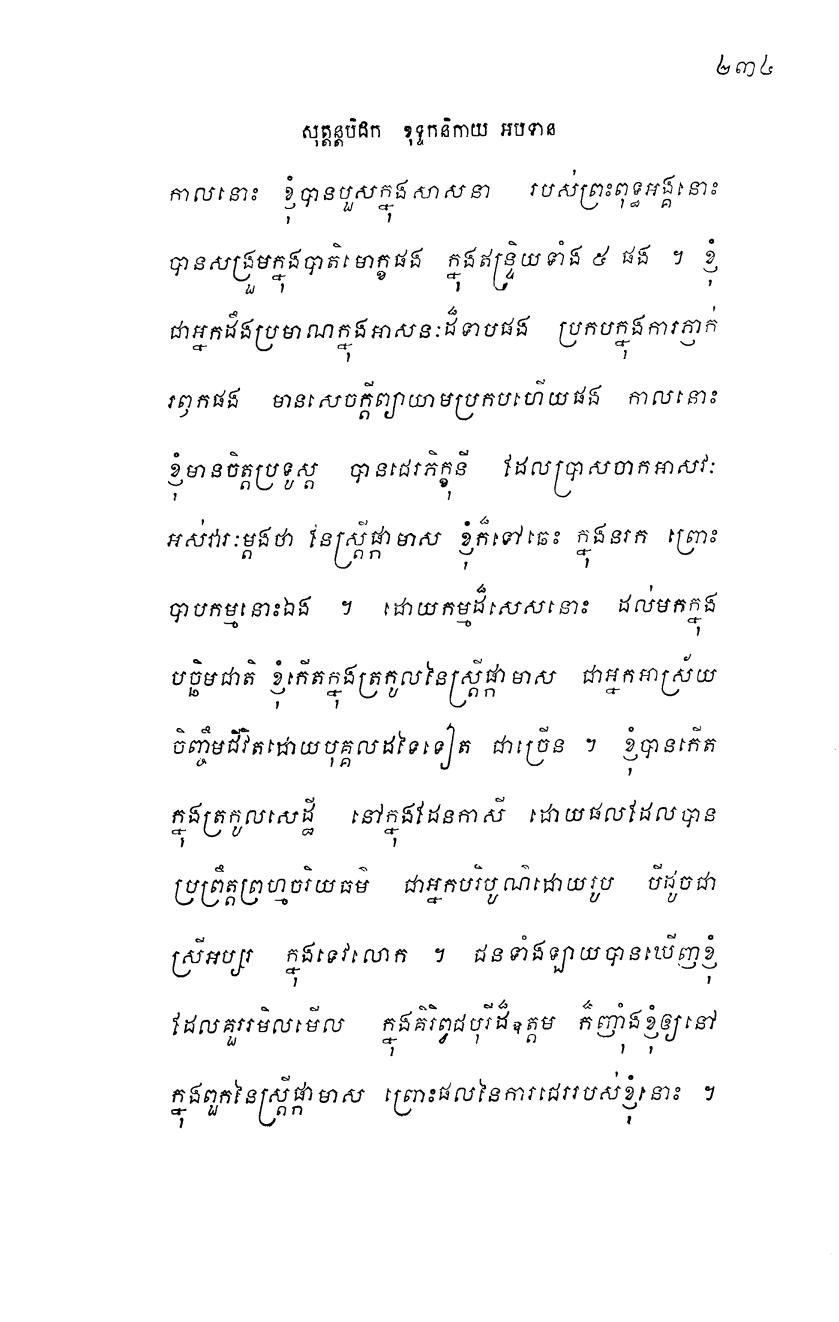 ២៣៤
សុត្តន្តបិដក ខុទ្ទកនិកាយ អបទាន
កាលនោះ ខ្ញុំបានបួសក្នុងសាសនា របស់ព្រះពុទ្ធអង្គនោះ
បានសង្រួមក្នុងបាតិមោក្ខផង ក្នុងឥន្ទ្រិយទាំង ៥ ផង ។ ខ្ញុំ
ជាអ្នកដឹងប្រមាណក្នុងអាសនៈដ៏ទាបផង ប្រកបក្នុងការភ្ញាក់
រឭកផង មានសេចក្តីព្យាយាមប្រកបហើយផង កាលនោះ
ខ្ញុំមានចិត្តប្រទូស្ត បានជេរភិក្ខុនី ដែលប្រាសចាកអាសវៈ
អស់វារៈម្តងថា នៃស្ត្រីផ្កាមាស ខ្ញុំក៏ទៅឆេះ ក្នុងនរក ព្រោះ
បាបកម្មនោះឯង ។ ដោយកម្មដ៏សេសនោះ ដល់មកក្នុង
បច្ឆិមជាតិ ខ្ញុំកើតក្នុងត្រកូលនៃស្ត្រីផ្កាមាស ជាអ្នកអាស្រ័យ
ចិញ្ចឹមជីវិតដោយបុគ្គលដទៃទៀត ជាច្រើន ។ ខ្ញុំបានកើត
ក្នុងត្រកូលសេដ្ឋី នៅក្នុងដែនកាសី ដោយផលដែលបាន
ប្រព្រឹត្តព្រហ្មចរិយធម៌ ជាអ្នកបរិបូណ៌ដោយរូប បីដូចជា
ស្រីអប្សរ ក្នុងទេវលោក ។ ជនទាំងឡាយបានឃើញខ្ញុំ
ដែលគួររមិលមើល ក្នុងគិរិព្វជបុរីដ៏ឧត្តម ក៏ញុំាំងខ្ញុំឲ្យនៅ
ក្នុងពួកនៃស្ត្រីផ្កាមាស ព្រោះផលនៃការជេររបស់ខ្ញុំនោះ ។